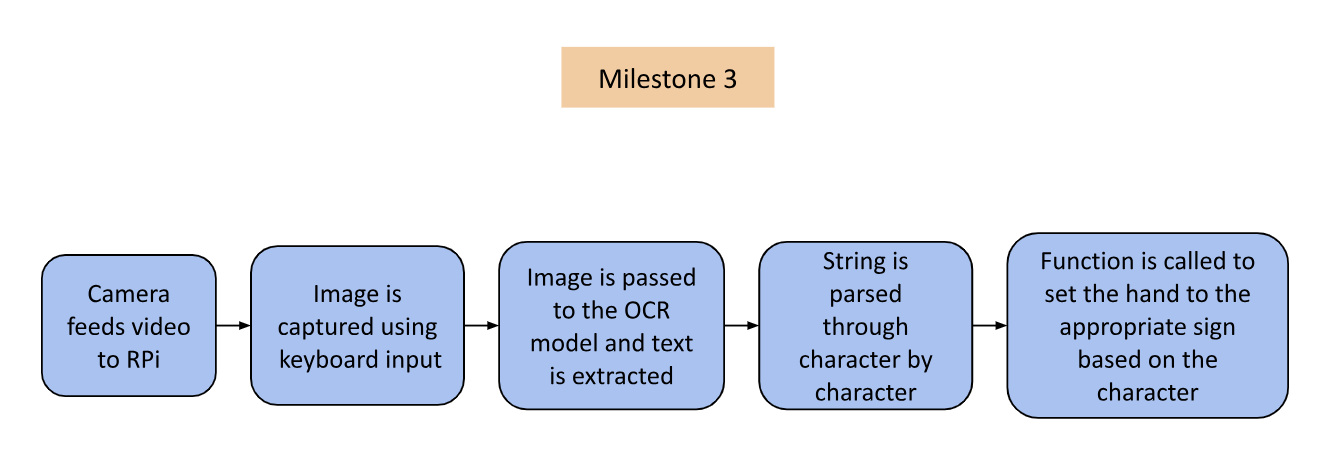 Milestone 3
Camera
feeds video
to RPi
Image is
captured using
keyboard input
Image is passed
to the OCR
model and text
is extracted
String is
parsed
through
character by
character
Function is called to
set the hand to the
appropriate sign
based on the
character